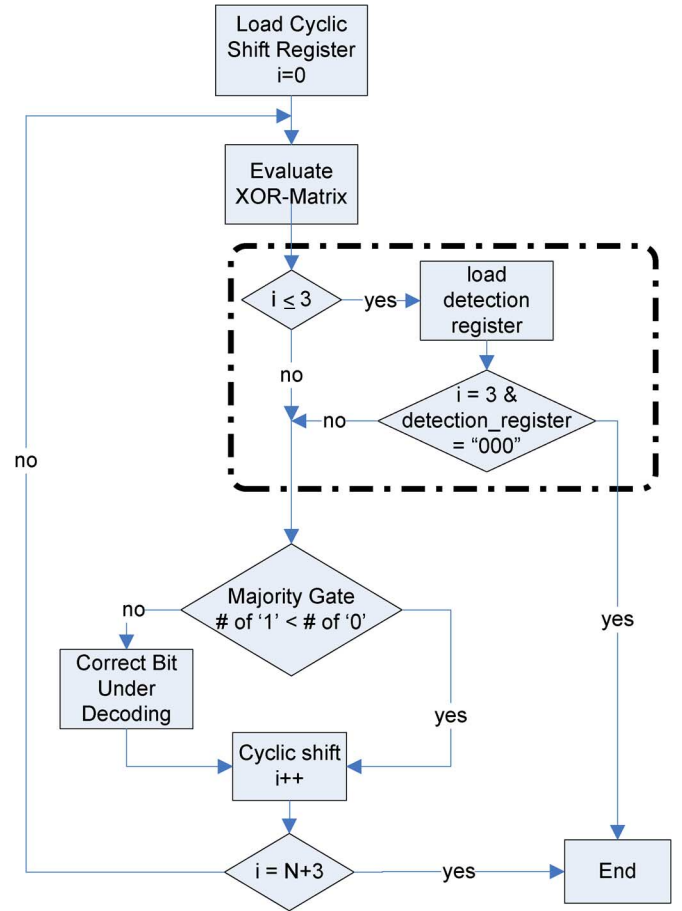 Load Cyclic
Shift Register
i=0
Evaluate
XOR-Matrix
i ≤ 3
yes
load
detection
register
no
i = 3 &
detection_register
= “000”
no
no
yes
Majority Gate
# of ‘1’ < # of ‘0’
no
Correct Bit
Under
Decoding
yes
Cyclic shift
i++
i = N+3
yes
End